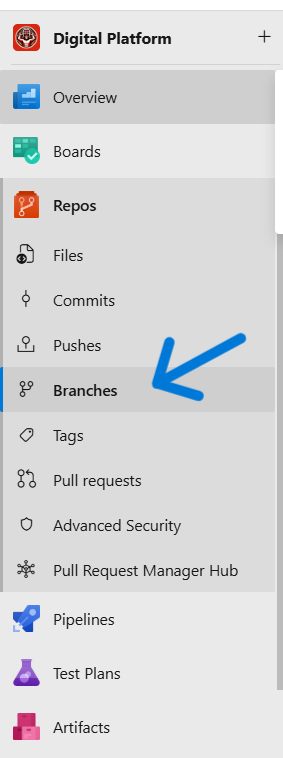 Digital Platform
Overview
Boards
Repos
Files
Commits
Pushes
Branches
Tags
Pull requests
Advanced Security
Pull Request Manager Hub
Pipelines
Test Plans
Artifacts